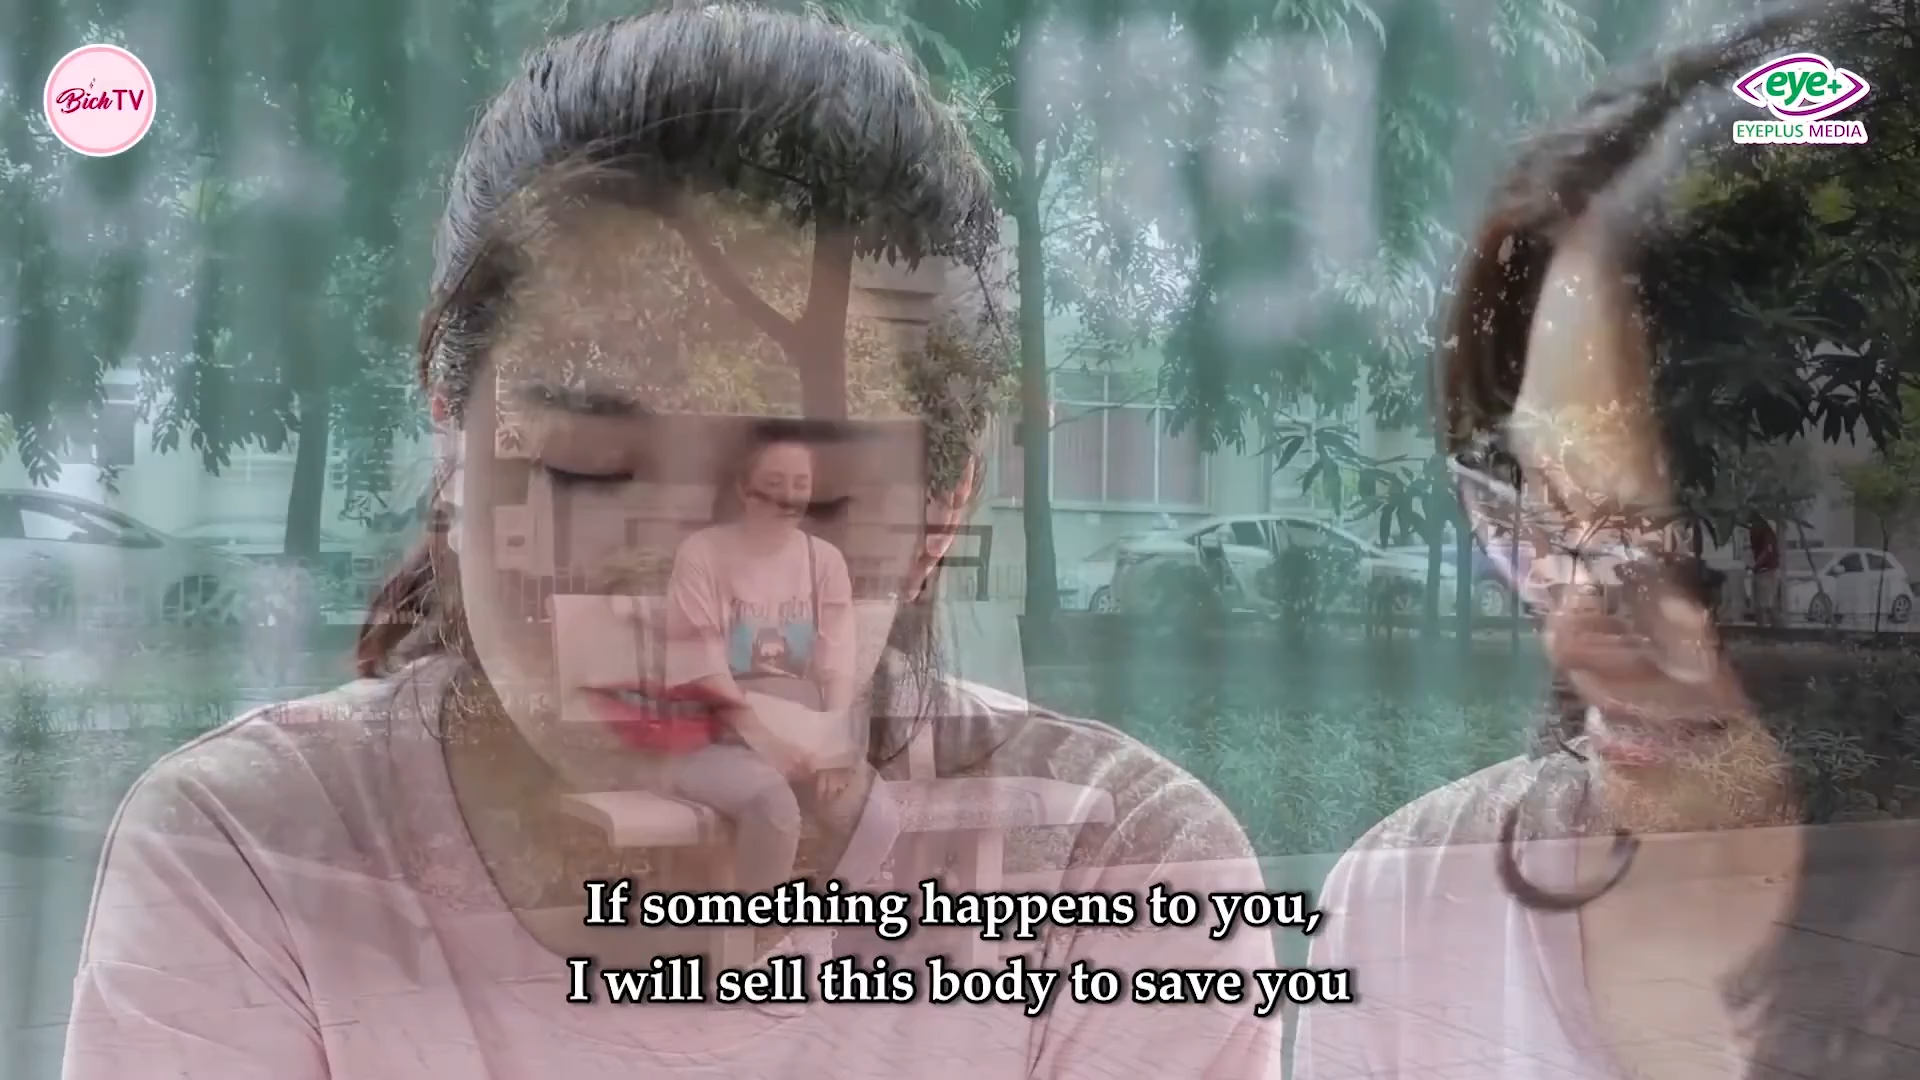 Bich TV
eye+
EYEPLUS MEDIA
If something happens to you,
I will sell this body to save you